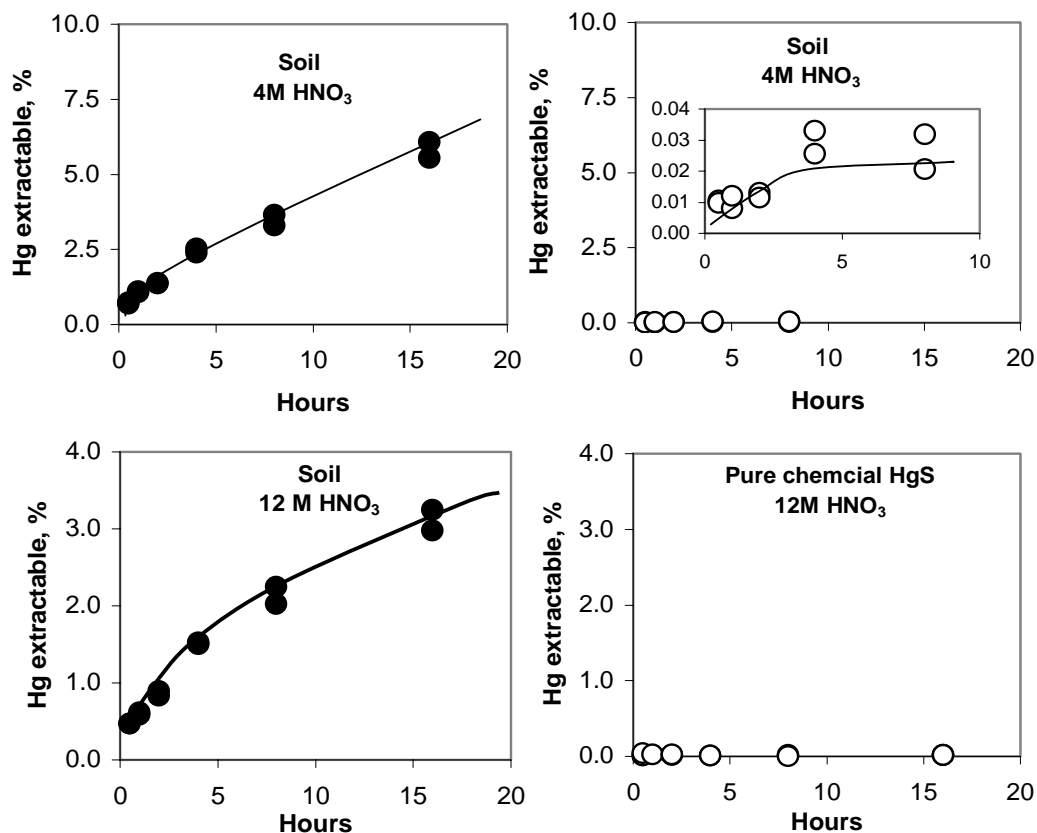 10.0
7.5
5.0
2.5
0.0
Hg extractable, %
Soil
4M HNO₃
0 5 10 15 20
Hours
10.0
7.5
5.0
2.5
0.0
Hg extractable, %
Soil
4M HNO₃
0.04
0.03
0.02
0.01
0.00
0 5 10
0 5 10 15 20
Hours
4.0
3.0
2.0
1.0
0.0
Hg extractable, %
Soil
12 M HNO₃
0 5 10 15 20
Hours
4.0
3.0
2.0
1.0
0.0
Hg extractable, %
Pure chemcial HgS
12M HNO₃
0 5 10 15 20
Hours